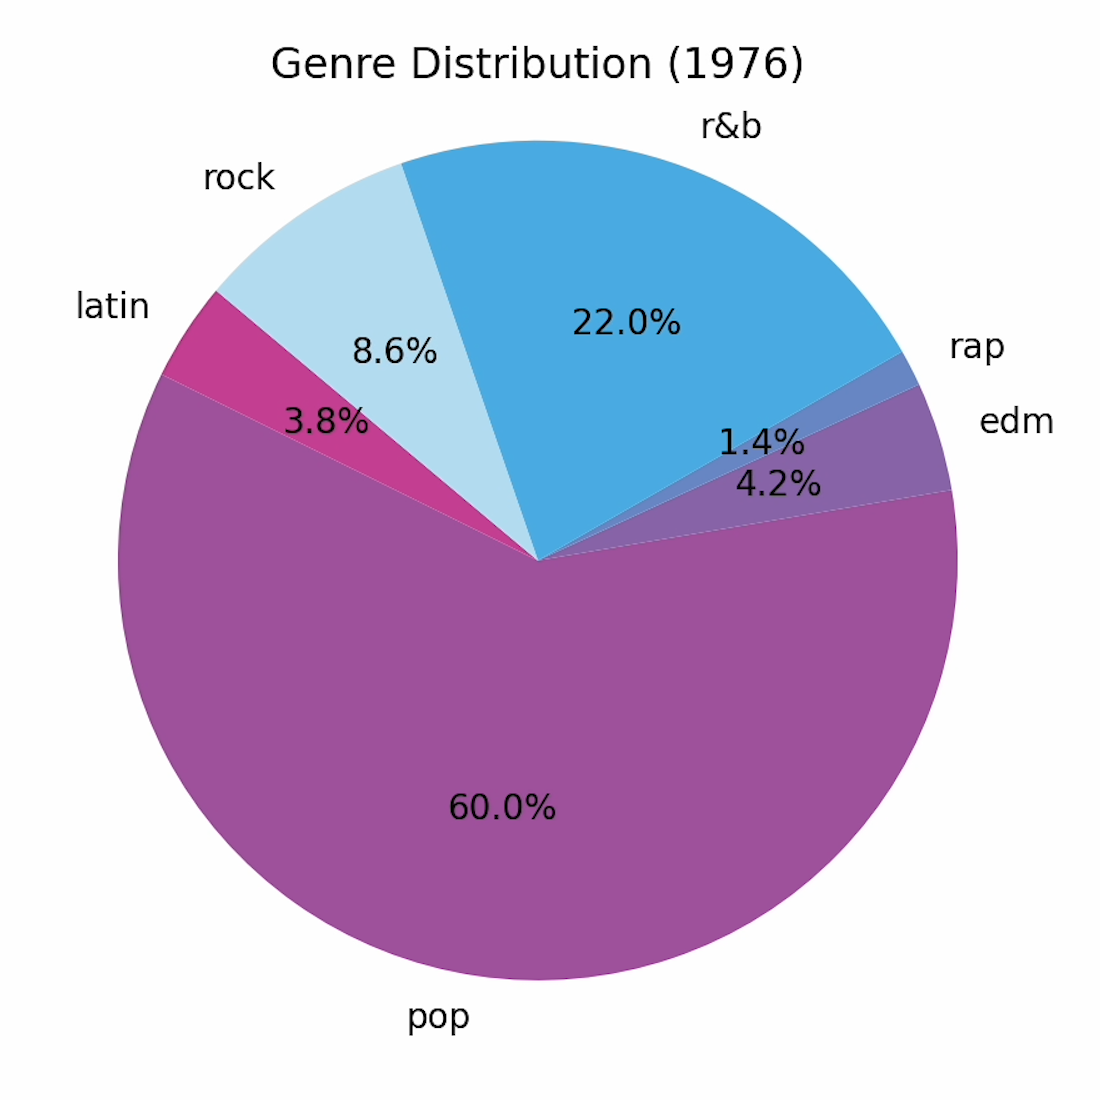 Genre Distribution (1976)
r&b
rock
latin
22.0%
rap
8.6%
3.8%
edm
1.4%
4.2%
60.0%
pop